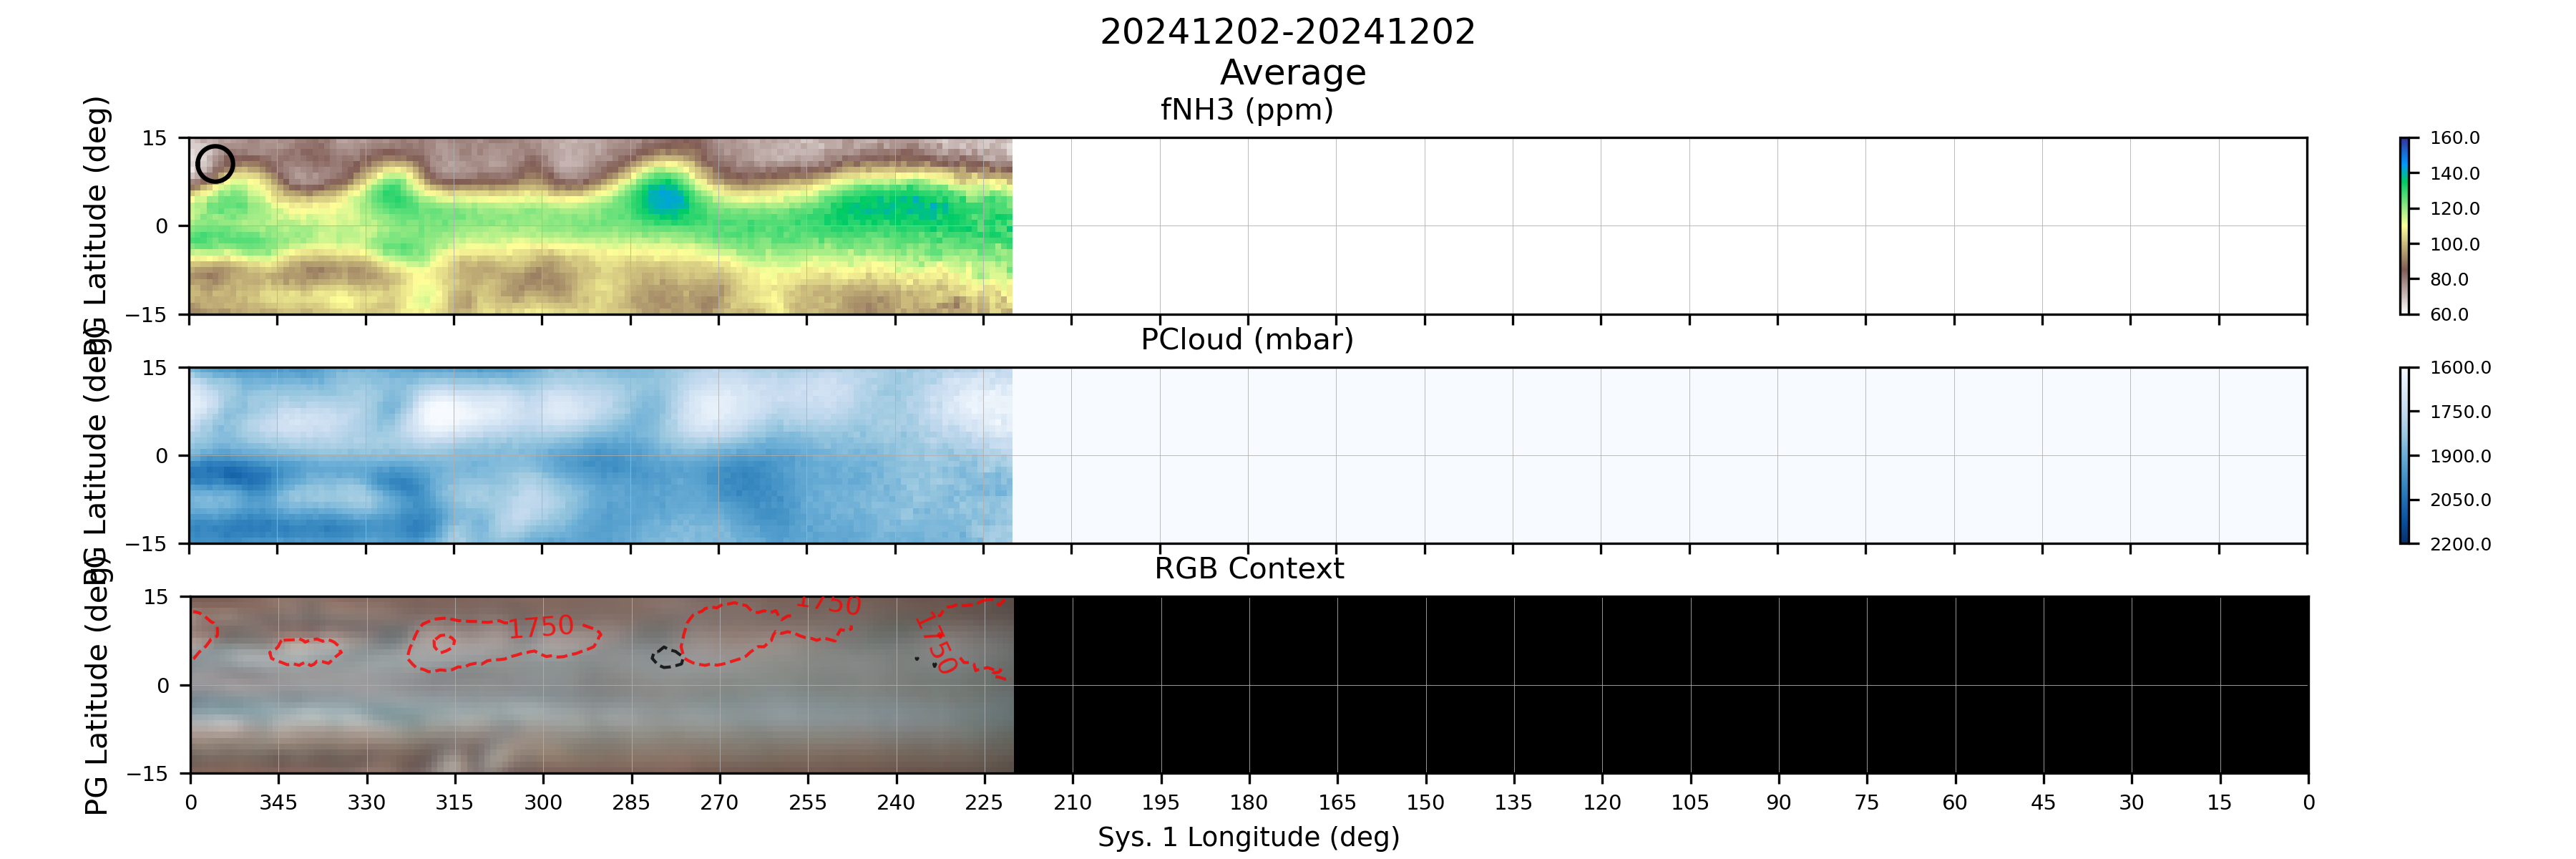 20241202-20241202
Average
fNH3 (ppm)
PG Latitude (deg)
15
0
−15
160.0
140.0
120.0
100.0
80.0
60.0
PCloud (mbar)
PG Latitude (deg)
15
0
−15
1600.0
1750.0
1900.0
2050.0
2200.0
RGB Context
PG Latitude (deg)
15
0
−15
1750
1750
1750
0 345 330 315 300 285 270 255 240 225 210 195 180 165 150 135 120 105 90 75 60 45 30 15 0
Sys. 1 Longitude (deg)